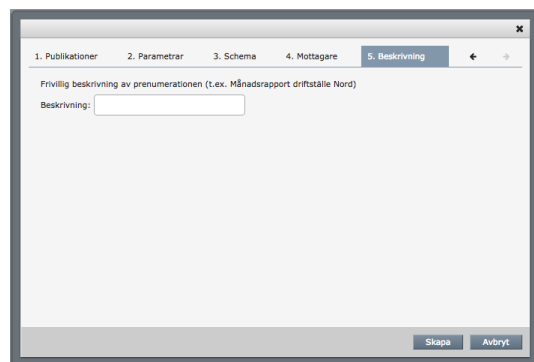 1. Publikationer 2. Parametrar 3. Schema 4. Mottagare 5. Beskrivning
Frivillig beskrivning av prenumerationen (t.ex. Månadsrapport driftställe Nord)
Beskrivning:
Skapa Avbryt